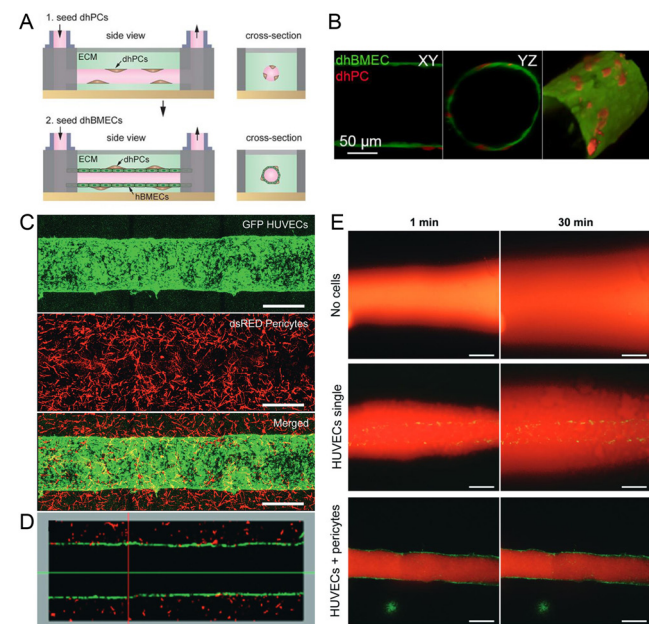 A
1. seed dhPCs
side view
cross-section
ECM
dhPCs
2. seed dhBMECs
side view
cross-section
ECM
dhPCs
hBMECs
B
dhBMEC
dhPC
XY
YZ
50 µm
C
GFP HUVECs
dsRED Pericytes
Merged
D
E
1 min
30 min
No cells
HUVECs single
HUVECs + pericytes